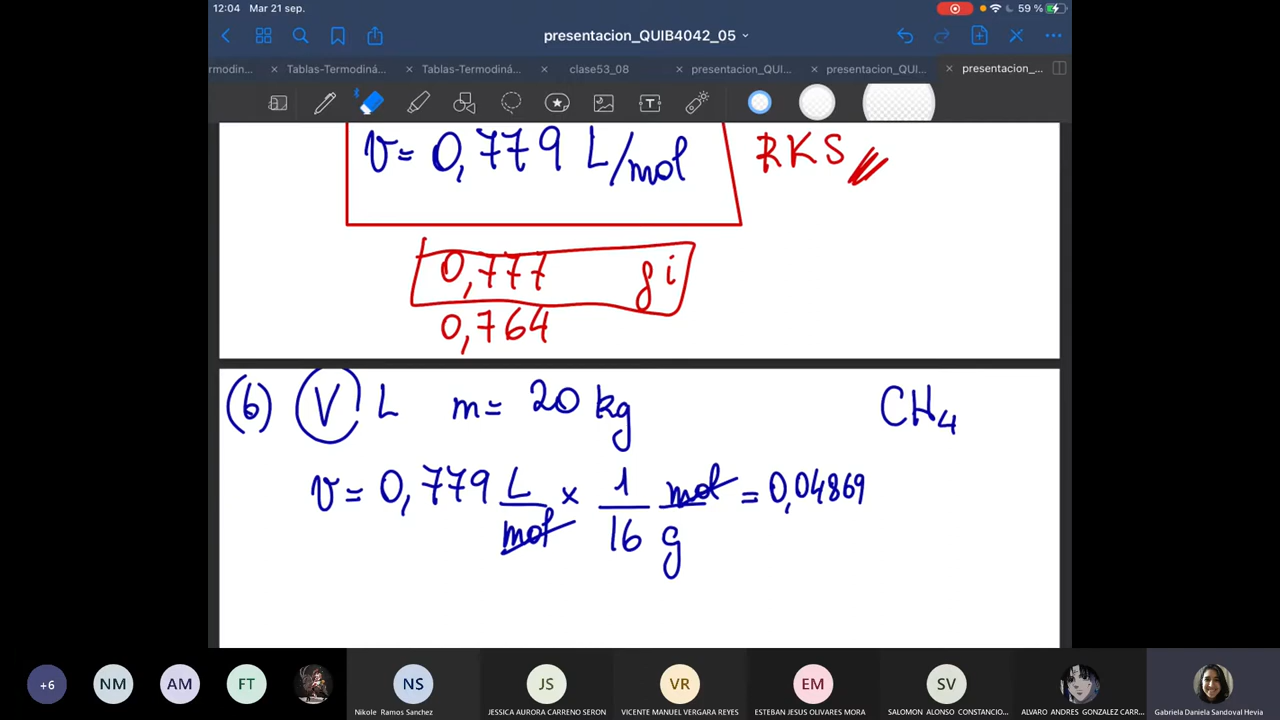 12:04 Mar 21 sep. 59 %
presentacion_QUIB4042_05
ermodin... Tablas-Termodiná... Tablas-Termodiná... clase53_08 presentacion_QUI... presentacion_QUI... presentacion_...
v= 0,779 L/mol RKS
0,777 gi
0,764
(6) V L m= 20 kg CH4
v= 0,779 L/mol × 1/16 mol/g = 0,04869
+6 NM AM FT NS JS VR EM SV
Nikole Ramos Sanchez JESSICA AURORA CARRENO SERON VICENTE MANUEL VERGARA REYES ESTEBAN JESUS OLIVARES MORA SALOMON ALONSO CONSTANCIO... ALVARO ANDRES GONZALEZ CARR... Gabriela Daniela Sandoval Hevia